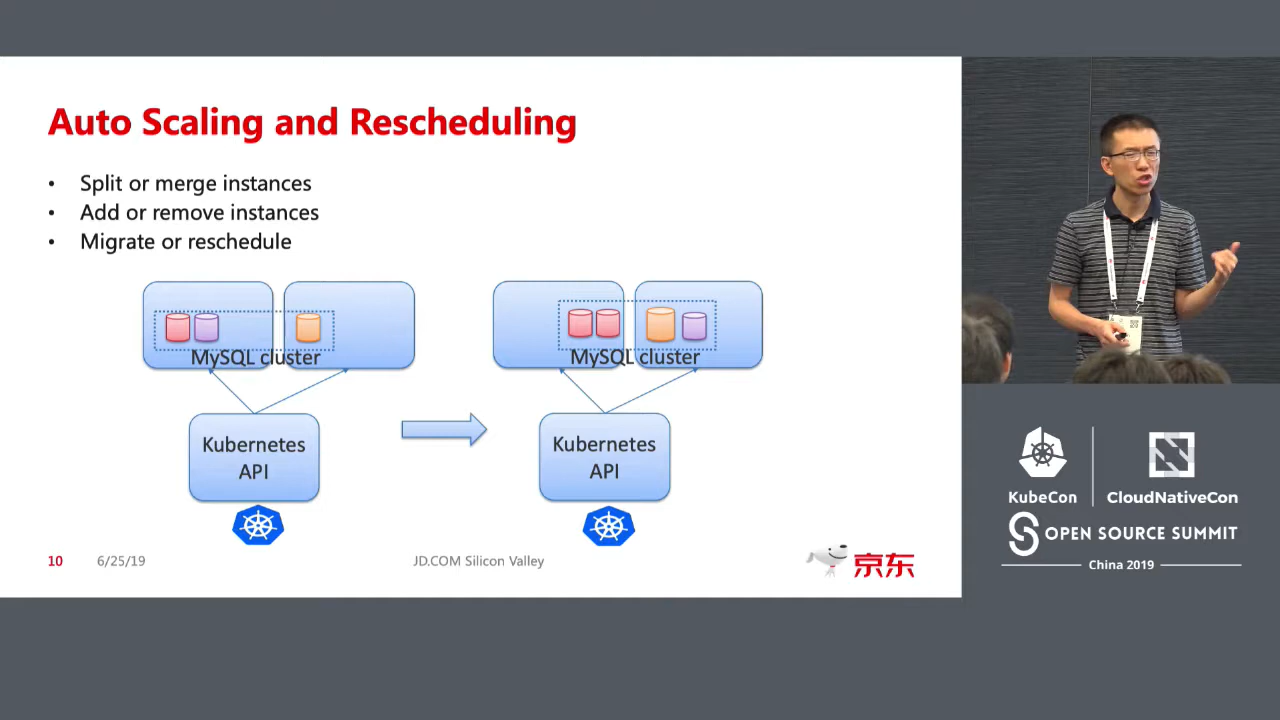 Auto Scaling and Rescheduling
• Split or merge instances
• Add or remove instances
• Migrate or reschedule
MySQL cluster
MySQL cluster
Kubernetes
API
Kubernetes
API
10
6/25/19
JD.COM Silicon Valley
京东
KubeCon
CloudNativeCon
OPEN SOURCE SUMMIT
China 2019